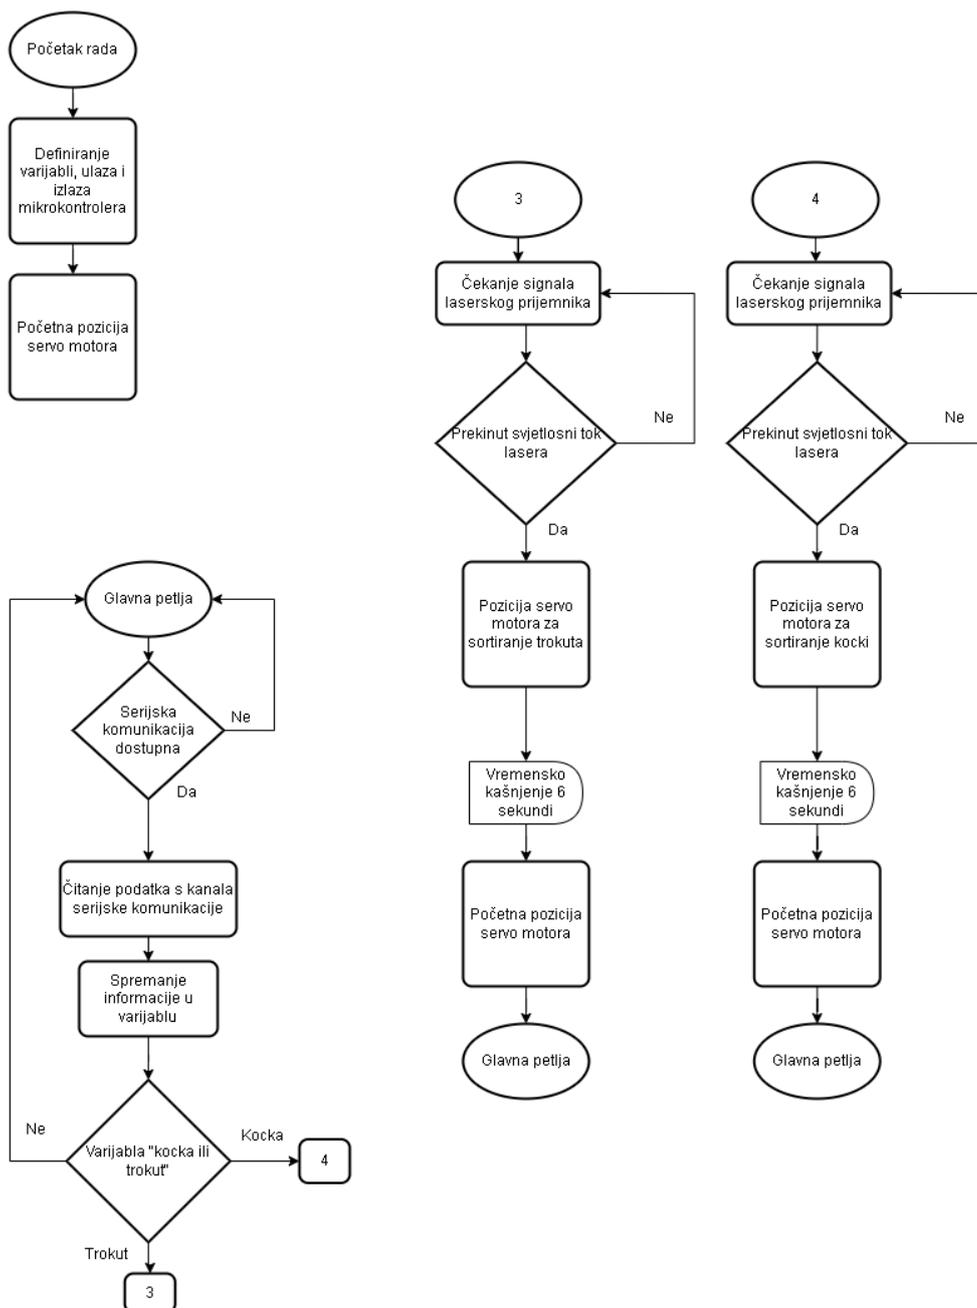 Početak rada
Definiranje
varijabli, ulaza i
izlaza
mikrokontrolera
Početna pozicija
servo motora
Glavna petlja
Serijska
komunikacija
dostupna
Ne
Da
Čitanje podatka s kanala
serijske komunikacije
Spremanje
informacije u
varijablu
Ne
Varijabla "kocka ili
trokut"
Kocka
4
Trokut
3
3
Čekanje signala
laserskog prijemnika
Prekinut svjetlosni tok
lasera
Ne
Da
Pozicija servo
motora za
sortiranje trokuta
Vremensko
kašnjenje 6
sekundi
Početna pozicija
servo motora
Glavna petlja
4
Čekanje signala
laserskog prijemnika
Prekinut svjetlosni tok
lasera
Ne
Da
Pozicija servo
motora za
sortiranje kocki
Vremensko
kašnjenje 6
sekundi
Početna pozicija
servo motora
Glavna petlja